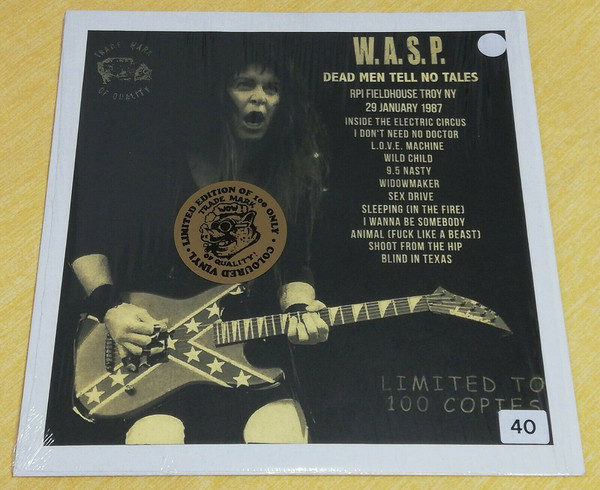 TRADE MARK
OF QUALITY
W.A.S.P.
DEAD MEN TELL NO TALES
RPI FIELDHOUSE TROY NY
29 JANUARY 1987
INSIDE THE ELECTRIC CIRCUS
I DON'T NEED NO DOCTOR
L.O.V.E. MACHINE
WILD CHILD
9.5 NASTY
WIDOWMAKER
SEX DRIVE
SLEEPING (IN THE FIRE)
I WANNA BE SOMEBODY
ANIMAL (FUCK LIKE A BEAST)
SHOOT FROM THE HIP
BLIND IN TEXAS
• LIMITED EDITION OF 100 ONLY •
COLOURED VINYL
TRADE MARK
WOW!
OF QUALITY!
LIMITED TO
100 COPIES
40